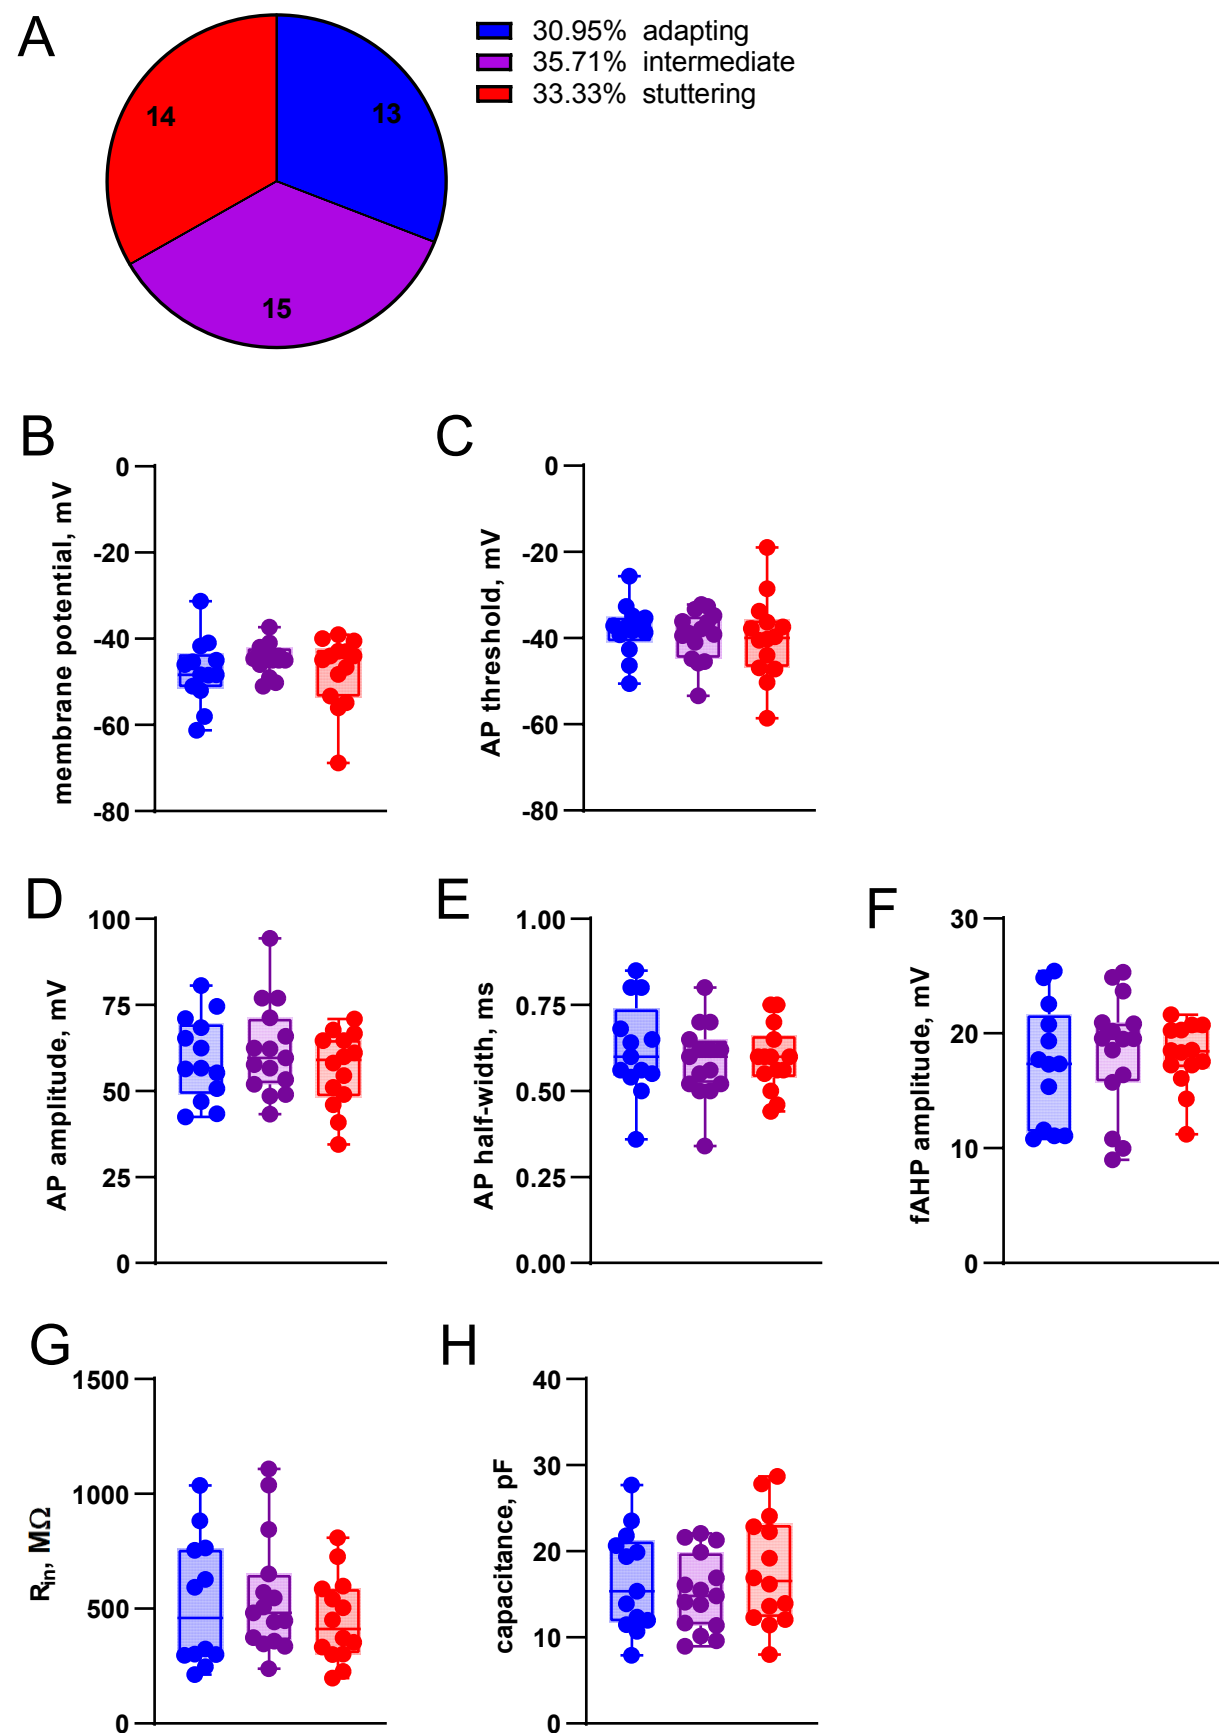 A
30.95% adapting
35.71% intermediate
33.33% stuttering
14
13
15
B
0
-20
-40
-60
-80
membrane potential, mV
C
0
-20
-40
-60
-80
AP threshold, mV
D
100
75
50
25
0
AP amplitude, mV
E
1.00
0.75
0.50
0.25
0.00
AP half-width, ms
F
30
20
10
0
fAHP amplitude, mV
G
1500
1000
500
0
Rin, MΩ
H
40
30
20
10
0
capacitance, pF